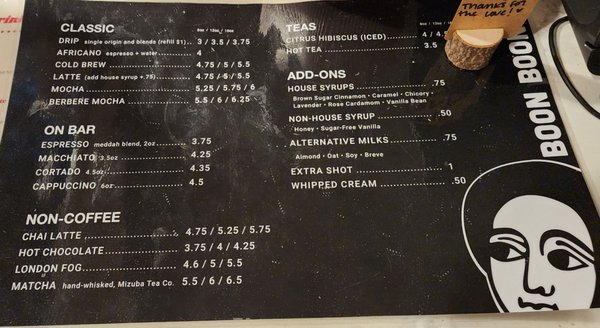 CLASSIC
8oz / 12oz / 16oz
DRIP single origin and blends (refill $1) 3 / 3.5 / 3.75
AFRICANO espresso + water 4
COLD BREW 4.75 / 5 / 5.5
LATTE (add house syrup +.75) 4.75 / 5 / 5.5
MOCHA 5.25 / 5.75 / 6
BERBERE MOCHA 5.5 / 6 / 6.25
ON BAR
ESPRESSO meddah blend, 2oz 3.75
MACCHIATO 3.5oz 4.25
CORTADO 4.5oz 4.35
CAPPUCCINO 6oz 4.5
NON-COFFEE
CHAI LATTE 4.75 / 5.25 / 5.75
HOT CHOCOLATE 3.75 / 4 / 4.25
LONDON FOG 4.6 / 5 / 5.5
MATCHA hand-whisked, Mizuba Tea Co. 5.5 / 6 / 6.5
TEAS
8oz / 12oz / 16oz
CITRUS HIBISCUS (ICED) 4 /
HOT TEA 3.5
ADD-ONS
HOUSE SYRUPS .75
Brown Sugar Cinnamon • Caramel • Chicory •
Lavender • Rose Cardamom • Vanilla Bean
NON-HOUSE SYRUP .50
Honey • Sugar-Free Vanilla
ALTERNATIVE MILKS .75
Almond • Oat • Soy • Breve
EXTRA SHOT 1
WHIPPED CREAM .50
Thanks for
the love!
BOON BOON